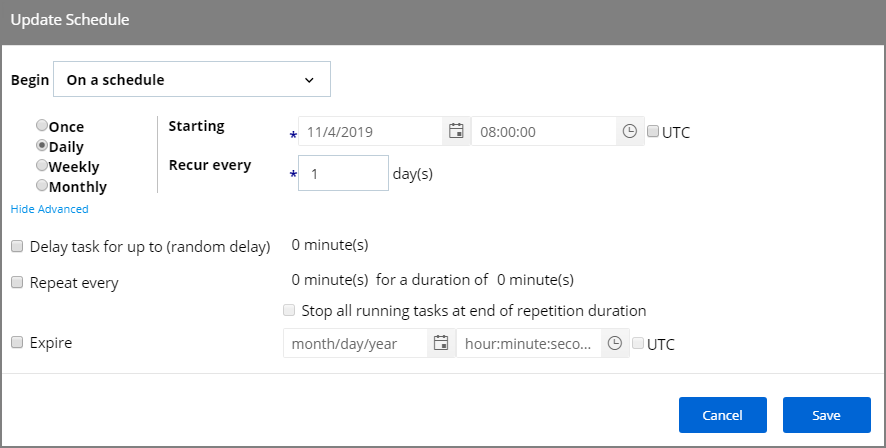 Update Schedule
Begin On a schedule
Once
Daily
Weekly
Monthly
Starting * 11/4/2019 08:00:00 UTC
Recur every * 1 day(s)
Hide Advanced
Delay task for up to (random delay) 0 minute(s)
Repeat every 0 minute(s) for a duration of 0 minute(s)
Stop all running tasks at end of repetition duration
Expire month/day/year hour:minute:seco... UTC
Cancel Save